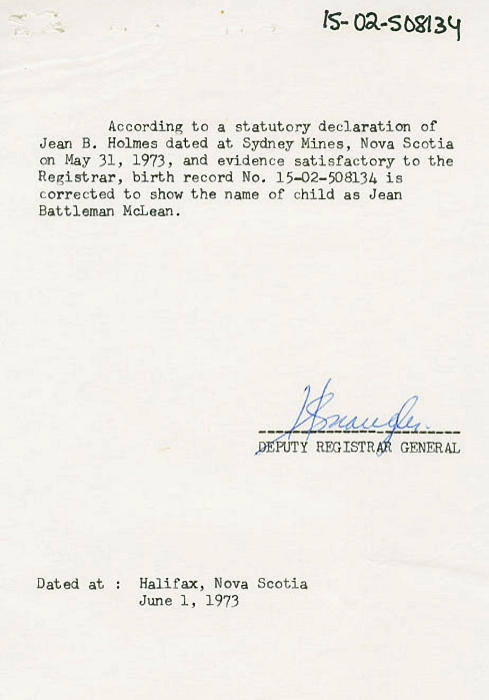 15-02-508134
According to a statutory declaration of
Jean B. Holmes dated at Sydney Mines, Nova Scotia
on May 31, 1973, and evidence satisfactory to the
Registrar, birth record No. 15-02-508134 is
corrected to show the name of child as Jean
Battleman McLean.
DEPUTY REGISTRAR GENERAL
Dated at : Halifax, Nova Scotia
June 1, 1973